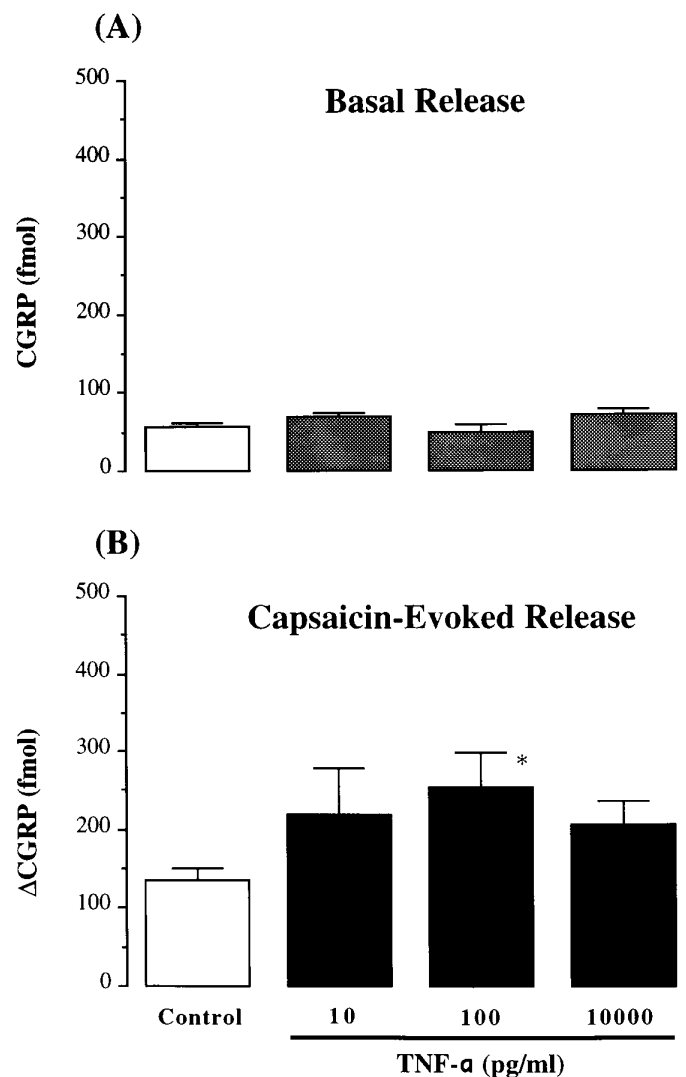 (A)
Basal Release
500
400
300
200
100
0
CGRP (fmol)
(B)
Capsaicin-Evoked Release
500
400
300
200
100
0
ΔCGRP (fmol)
*
Control 10 100 10000
TNF-α (pg/ml)